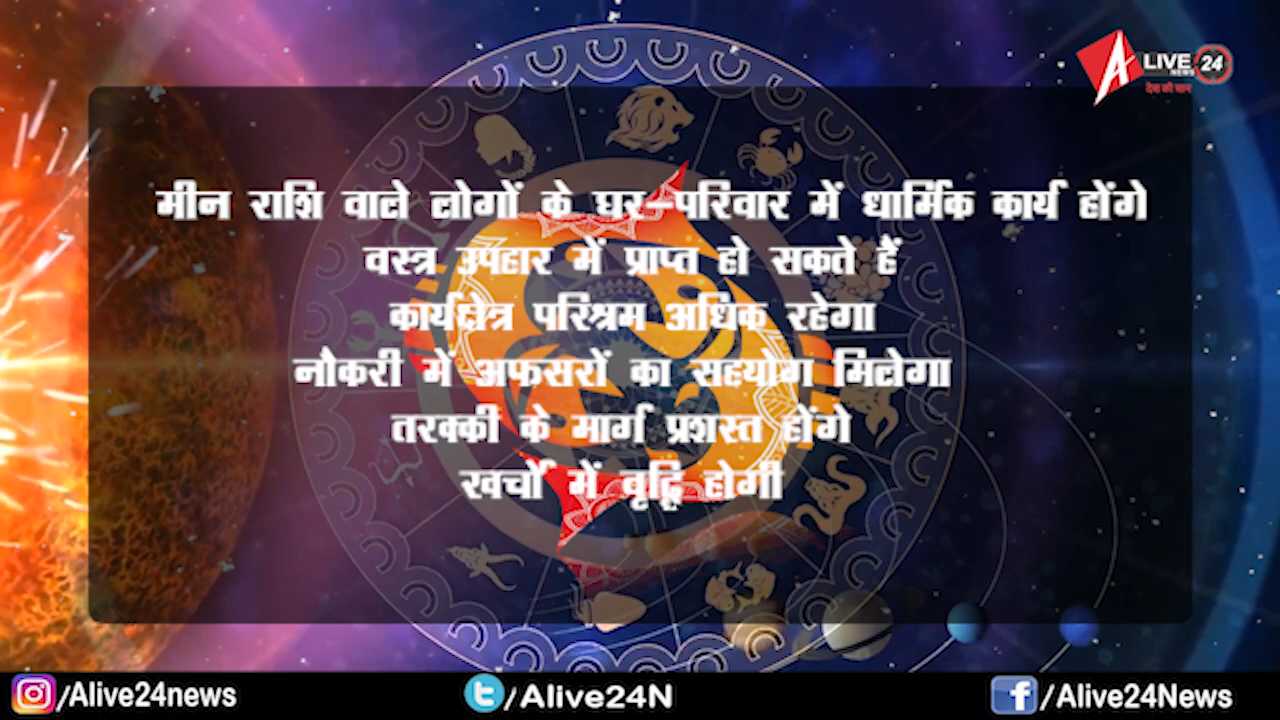 A LIVE NEWS 24
देश की शान
मीन राशि वाले लोगों के घर-परिवार में धार्मिक कार्य होंगे
वस्त्र उपहार में प्राप्त हो सकते हैं
कार्यक्षेत्र परिश्रम अधिक रहेगा
नौकरी में अफसरों का सहयोग मिलेगा
तरक्की के मार्ग प्रशस्त होंगे
खर्चों में वृद्धि होगी
/Alive24news
/Alive24N
/Alive24News